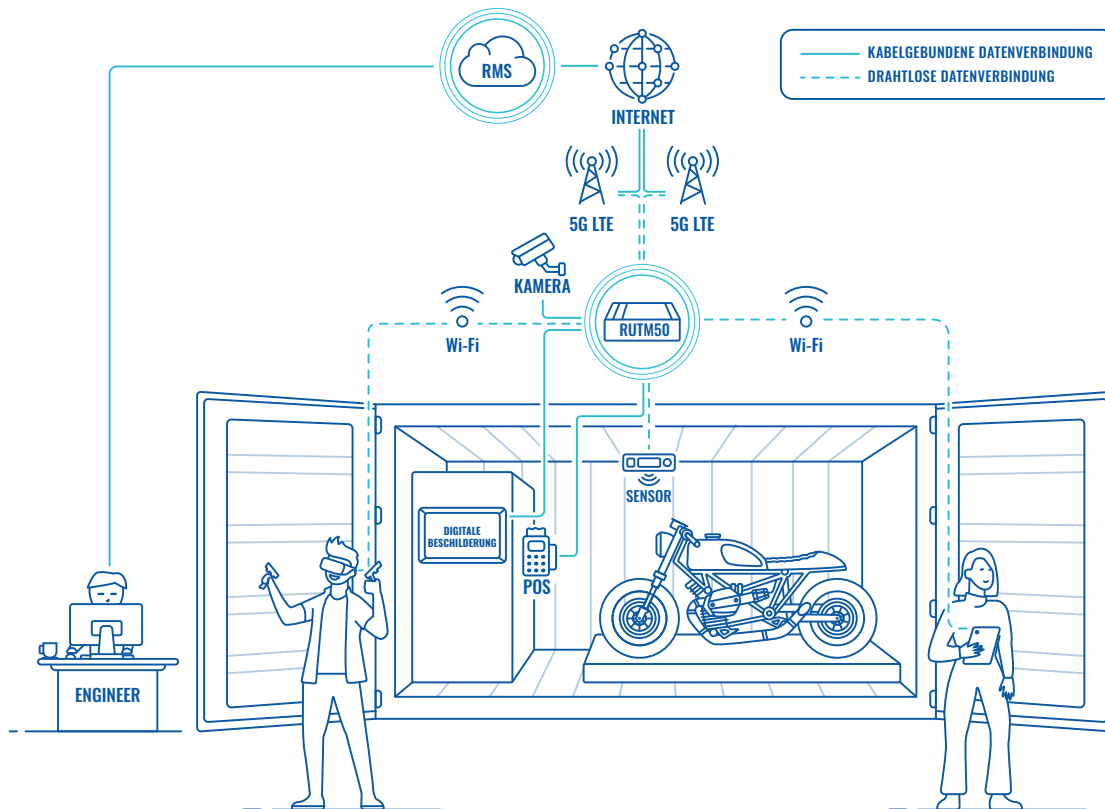 RMS
INTERNET
KABELGEBUNDENE DATENVERBINDUNG
DRAHTLOSE DATENVERBINDUNG
5G LTE
5G LTE
KAMERA
RUTM50
Wi-Fi
Wi-Fi
SENSOR
DIGITALE
BESCHILDERUNG
POS
ENGINEER